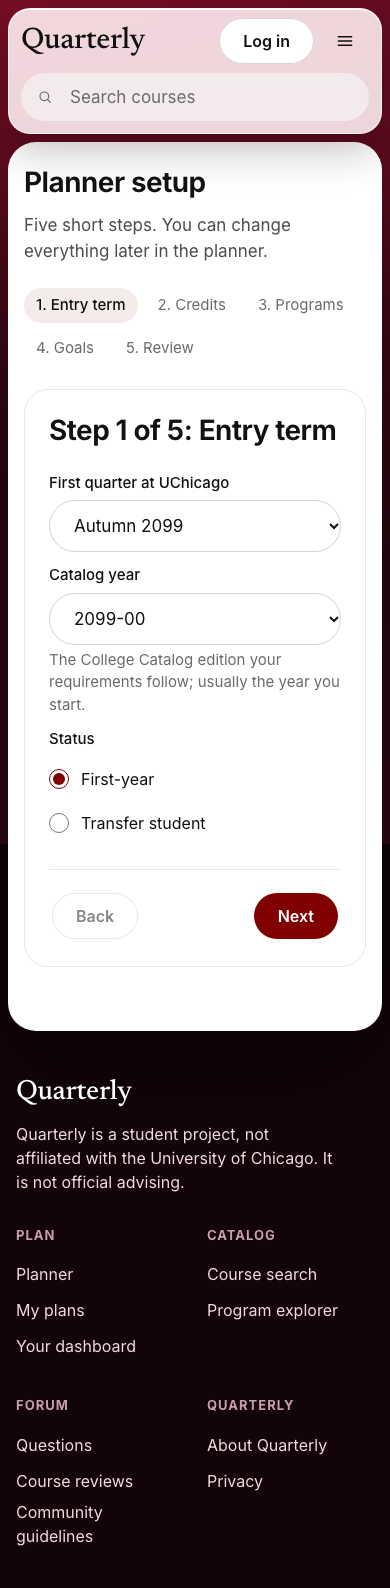 Quarterly
Log in
Search courses
Planner setup
Five short steps. You can change
everything later in the planner.
1. Entry term
2. Credits
3. Programs
4. Goals
5. Review
Step 1 of 5: Entry term
First quarter at UChicago
Autumn 2099
Catalog year
2099-00
The College Catalog edition your
requirements follow; usually the year you
start.
Status
First-year
Transfer student
Back
Next
Quarterly
Quarterly is a student project, not
affiliated with the University of Chicago. It
is not official advising.
PLAN
Planner
My plans
Your dashboard
CATALOG
Course search
Program explorer
FORUM
Questions
Course reviews
Community
guidelines
QUARTERLY
About Quarterly
Privacy